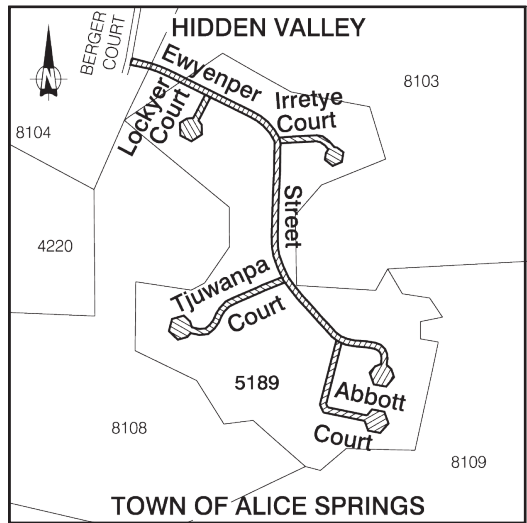 HIDDEN VALLEY
BERGER
COURT
N
Ewyenper
8103
Irretye
Court
Lockyer
Court
8104
Street
4220
Tjuwanpa
Court
5189
Abbott
Court
8108
8109
TOWN OF ALICE SPRINGS